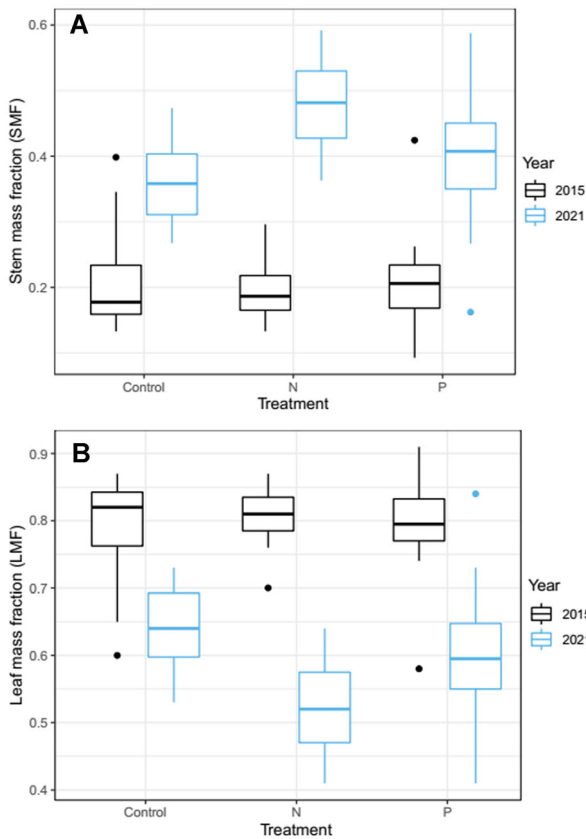 A
0.6
0.4
0.2
Stem mass fraction (SMF)
Control N P
Treatment
Year
2015
2021
B
0.9
0.8
0.7
0.6
0.5
0.4
Leaf mass fraction (LMF)
Control N P
Treatment
Year
2015
202